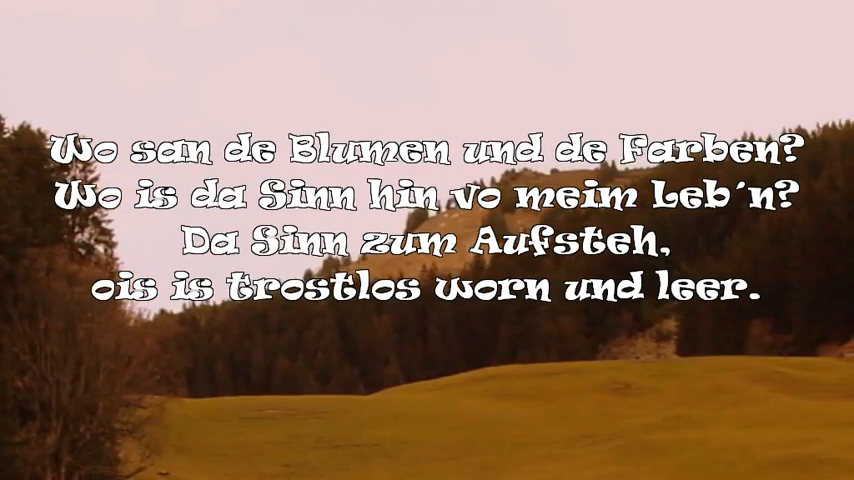 Wo san de Blumen und de Farben?
Wo is da Sinn hin vo meim Leb´n?
Da Sinn zum Aufsteh,
ois is trostlos worn und leer.